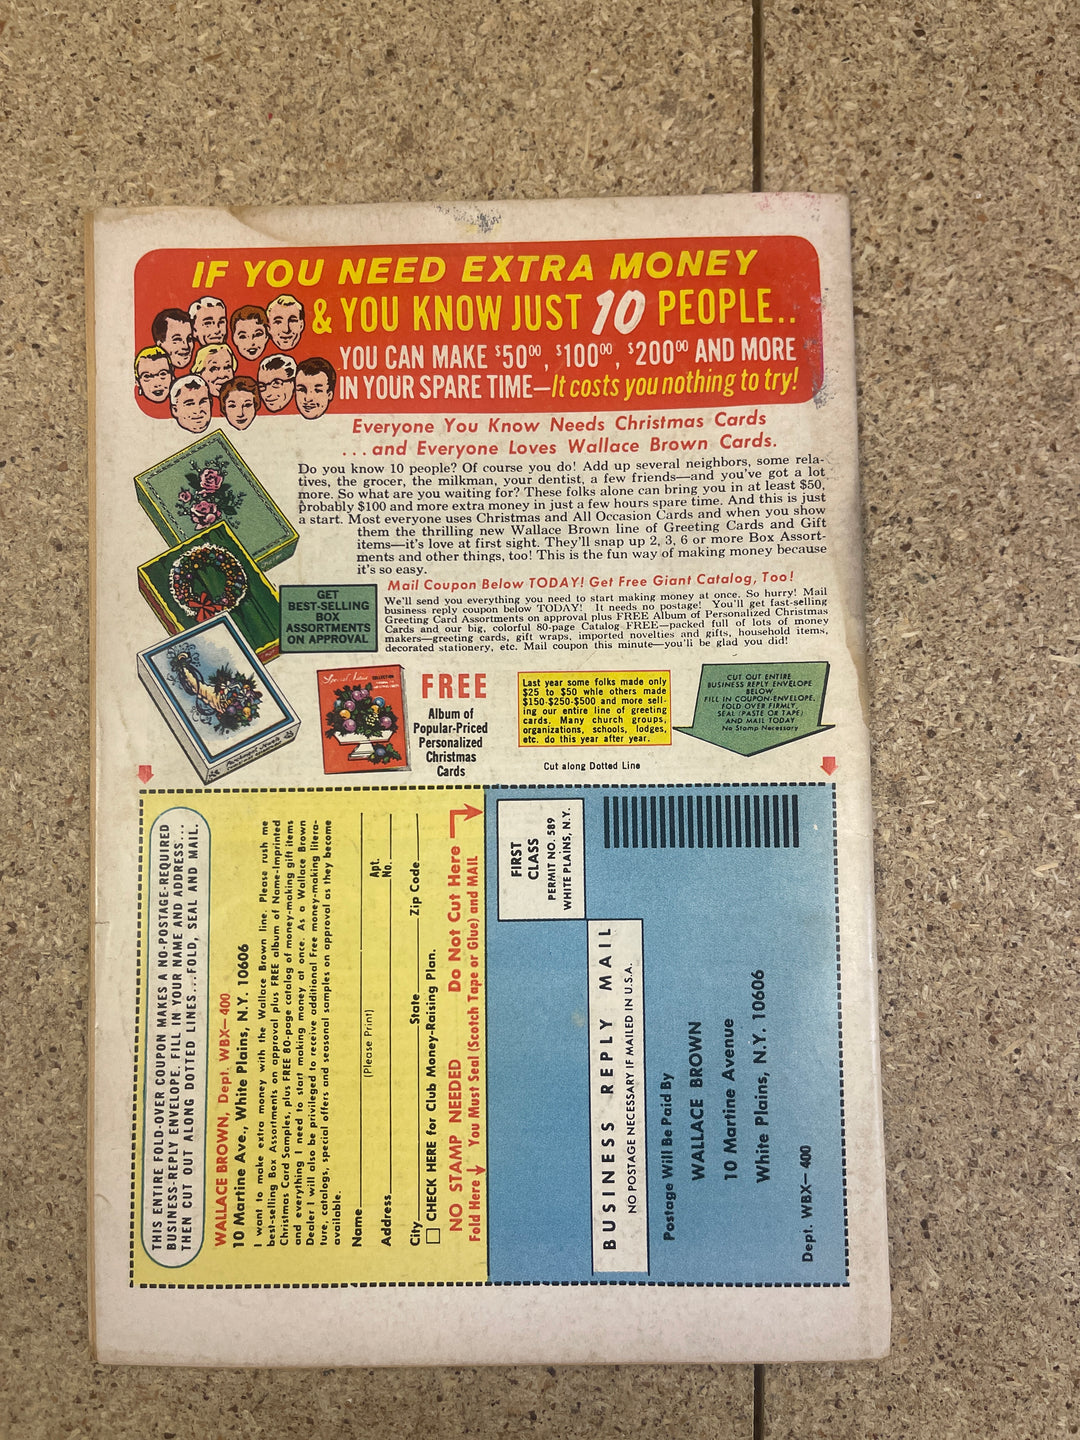 IF YOU NEED EXTRA MONEY
& YOU KNOW JUST 10 PEOPLE..
YOU CAN MAKE $50⁰⁰, $100⁰⁰, $200⁰⁰ AND MORE
IN YOUR SPARE TIME—It costs you nothing to try!
Everyone You Know Needs Christmas Cards
...and Everyone Loves Wallace Brown Cards.
Do you know 10 people? Of course you do! Add up several neighbors, some rela-
tives, the grocer, the milkman, your dentist, a few friends—and you've got a lot
more. So what are you waiting for? These folks alone can bring you in at least $50,
probably $100 and more extra money in just a few hours spare time. And this is just
a start. Most everyone uses Christmas and All Occasion Cards and when you show
them the thrilling new Wallace Brown line of Greeting Cards and Gift
items—it's love at first sight. They'll snap up 2, 3, 6 or more Box Assort-
ments and other things, too! This is the fun way of making money because
it's so easy.
Mail Coupon Below TODAY! Get Free Giant Catalog, Too!
We'll send you everything you need to start making money at once. So hurry! Mail
business reply coupon below TODAY! It needs no postage! You'll get fast-selling
Greeting Card Assortments on approval plus FREE Album of Personalized Christmas
Cards and our big, colorful 80-page Catalog FREE—packed full of lots of money
makers—greeting cards, gift wraps, imported novelties and gifts, household items,
decorated stationery, etc. Mail coupon this minute—you'll be glad you did!
GET
BEST-SELLING
BOX
ASSORTMENTS
ON APPROVAL
FREE
Album of
Popular-Priced
Personalized
Christmas
Cards
Last year some folks made only
$25 to $50 while others made
$150-$250-$500 and more sell-
ing our entire line of greeting
cards. Many church groups,
organizations, schools, lodges,
etc. do this year after year.
CUT OUT ENTIRE
BUSINESS REPLY ENVELOPE
BELOW
FILL IN COUPON-ENVELOPE,
FOLD OVER FIRMLY,
SEAL (PASTE OR TAPE)
AND MAIL TODAY
No Stamp Necessary
Cut along Dotted Line
THIS ENTIRE FOLD-OVER COUPON MAKES A NO-POSTAGE-REQUIRED
BUSINESS-REPLY ENVELOPE. FILL IN YOUR NAME AND ADDRESS...
THEN CUT OUT ALONG DOTTED LINES...FOLD, SEAL AND MAIL.
WALLACE BROWN, Dept. WBX—400
10 Martine Ave., White Plains, N.Y. 10606
I want to make extra money with the Wallace Brown line. Please rush me
best-selling Box Assortments on approval plus FREE album of Name-Imprinted
Christmas Card Samples, plus FREE 80-page catalog of money-making gift items
and everything I need to start making money at once. As a Wallace Brown
Dealer I will also be privileged to receive additional Free money-making litera-
ture, catalogs, special offers and seasonal samples on approval as they become
available.
Name
(Please Print)
Address Apt. No.
City State Zip Code
CHECK HERE for Club Money-Raising Plan.
NO STAMP NEEDED Do Not Cut Here
Fold Here You Must Seal (Scotch Tape or Glue) and MAIL
FIRST
CLASS
PERMIT NO. 589
WHITE PLAINS, N.Y.
BUSINESS REPLY MAIL
NO POSTAGE NECESSARY IF MAILED IN U.S.A.
Postage Will Be Paid By
WALLACE BROWN
10 Martine Avenue
White Plains, N.Y. 10606
Dept. WBX—400